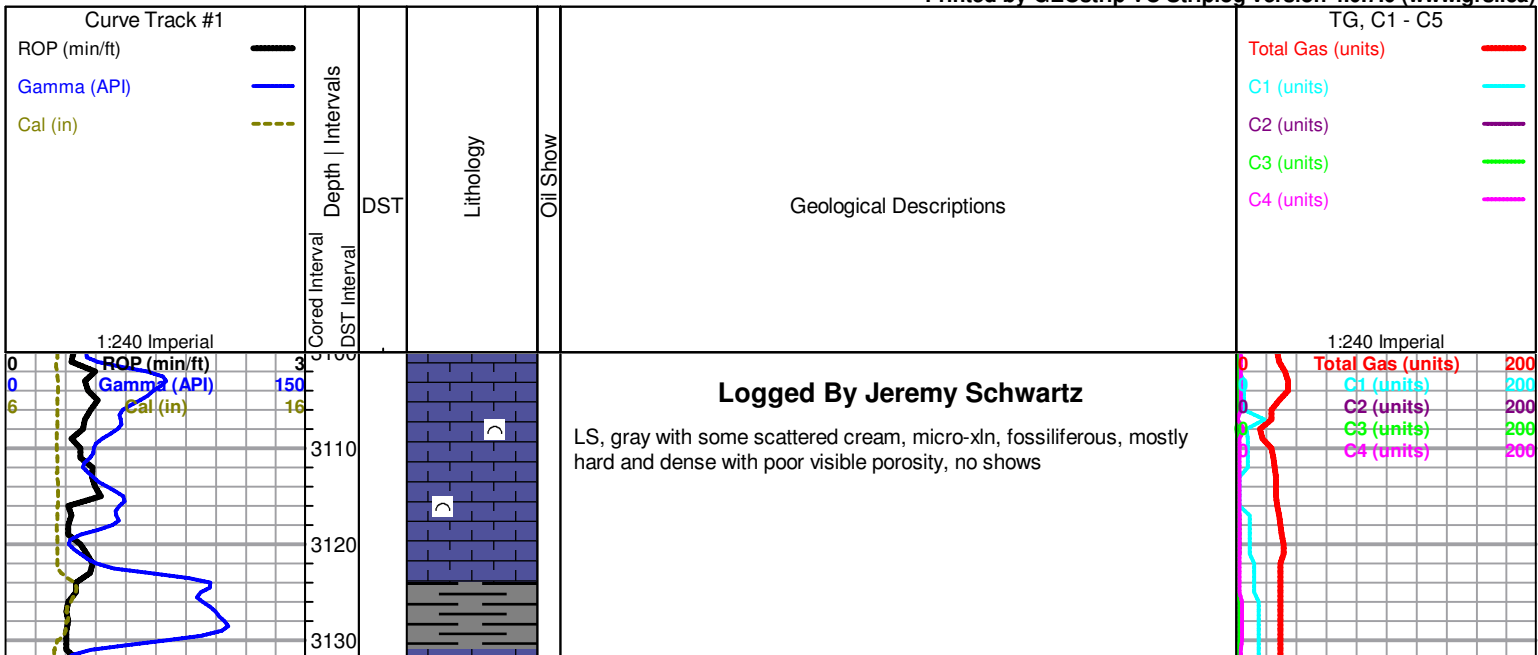 Curve Track #1
ROP (min/ft)
Gamma (API)
Cal (in)
1:240 Imperial
Depth | Intervals
Cored Interval
DST Interval
DST
Lithology
Oil Show
Geological Descriptions
TG, C1 - C5
Total Gas (units)
C1 (units)
C2 (units)
C3 (units)
C4 (units)
1:240 Imperial
0 ROP (min/ft) 3
0 Gamma (API) 150
6 Cal (in) 16
3110
3120
3130
Logged By Jeremy Schwartz
LS, gray with some scattered cream, micro-xln, fossiliferous, mostly
hard and dense with poor visible porosity, no shows
0 Total Gas (units) 200
0 C1 (units) 200
0 C2 (units) 200
0 C3 (units) 200
0 C4 (units) 200